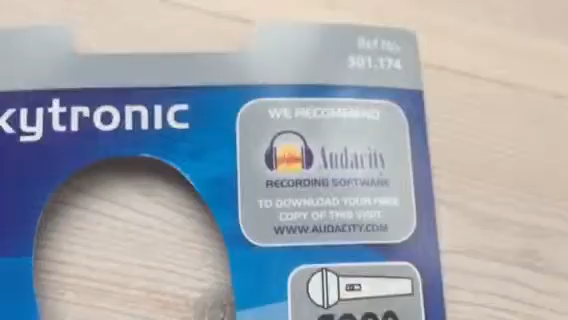 Ref No.
501.174
kytronic
WE RECOMMEND
Audacity
RECORDING SOFTWARE
TO DOWNLOAD YOUR FREE
COPY OF THIS VISIT
WWW.AUDACITY.COM